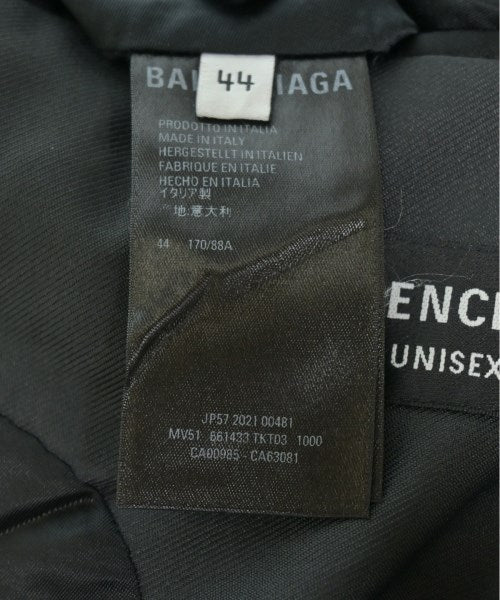 44
BAL IAGA
PRODOTTO IN ITALIA
MADE IN ITALY
HERGESTELLT IN ITALIEN
FABRIQUE EN ITALIE
HECHO EN ITALIA
イタリア製
地:意大利
44 170/88A
JP57 2021 00481
MV51 661433 TKT03 1000
CA00985 - CA63081
ENCI
UNISEX